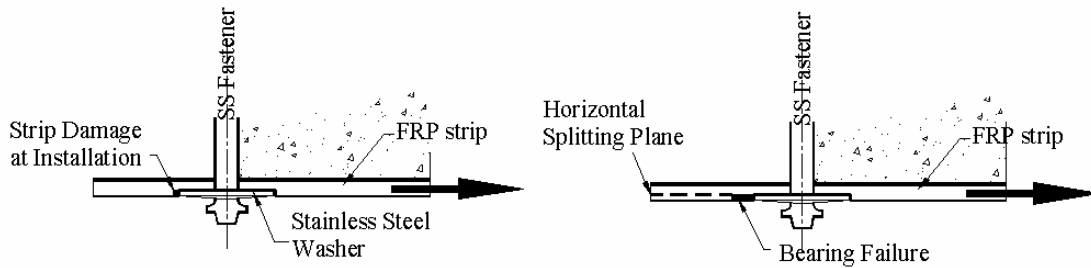 SS Fastener
Strip Damage
at Installation
FRP strip
Stainless Steel
Washer
SS Fastener
Horizontal
Splitting Plane
FRP strip
Bearing Failure